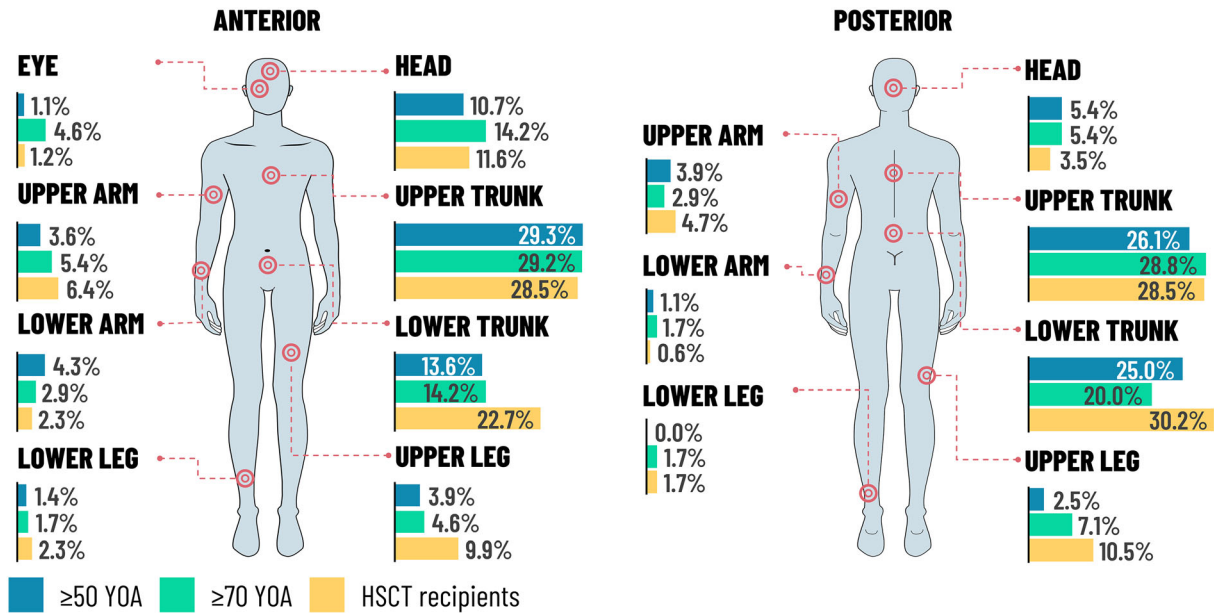 ANTERIOR
EYE
1.1%
4.6%
1.2%
HEAD
10.7%
14.2%
11.6%
UPPER ARM
3.6%
5.4%
6.4%
UPPER TRUNK
29.3%
29.2%
28.5%
LOWER ARM
4.3%
2.9%
2.3%
LOWER TRUNK
13.6%
14.2%
22.7%
LOWER LEG
1.4%
1.7%
2.3%
UPPER LEG
3.9%
4.6%
9.9%
POSTERIOR
HEAD
5.4%
5.4%
3.5%
UPPER ARM
3.9%
2.9%
4.7%
UPPER TRUNK
26.1%
28.8%
28.5%
LOWER ARM
1.1%
1.7%
0.6%
LOWER TRUNK
25.0%
20.0%
30.2%
LOWER LEG
0.0%
1.7%
1.7%
UPPER LEG
2.5%
7.1%
10.5%
≥50 YOA
≥70 YOA
HSCT recipients